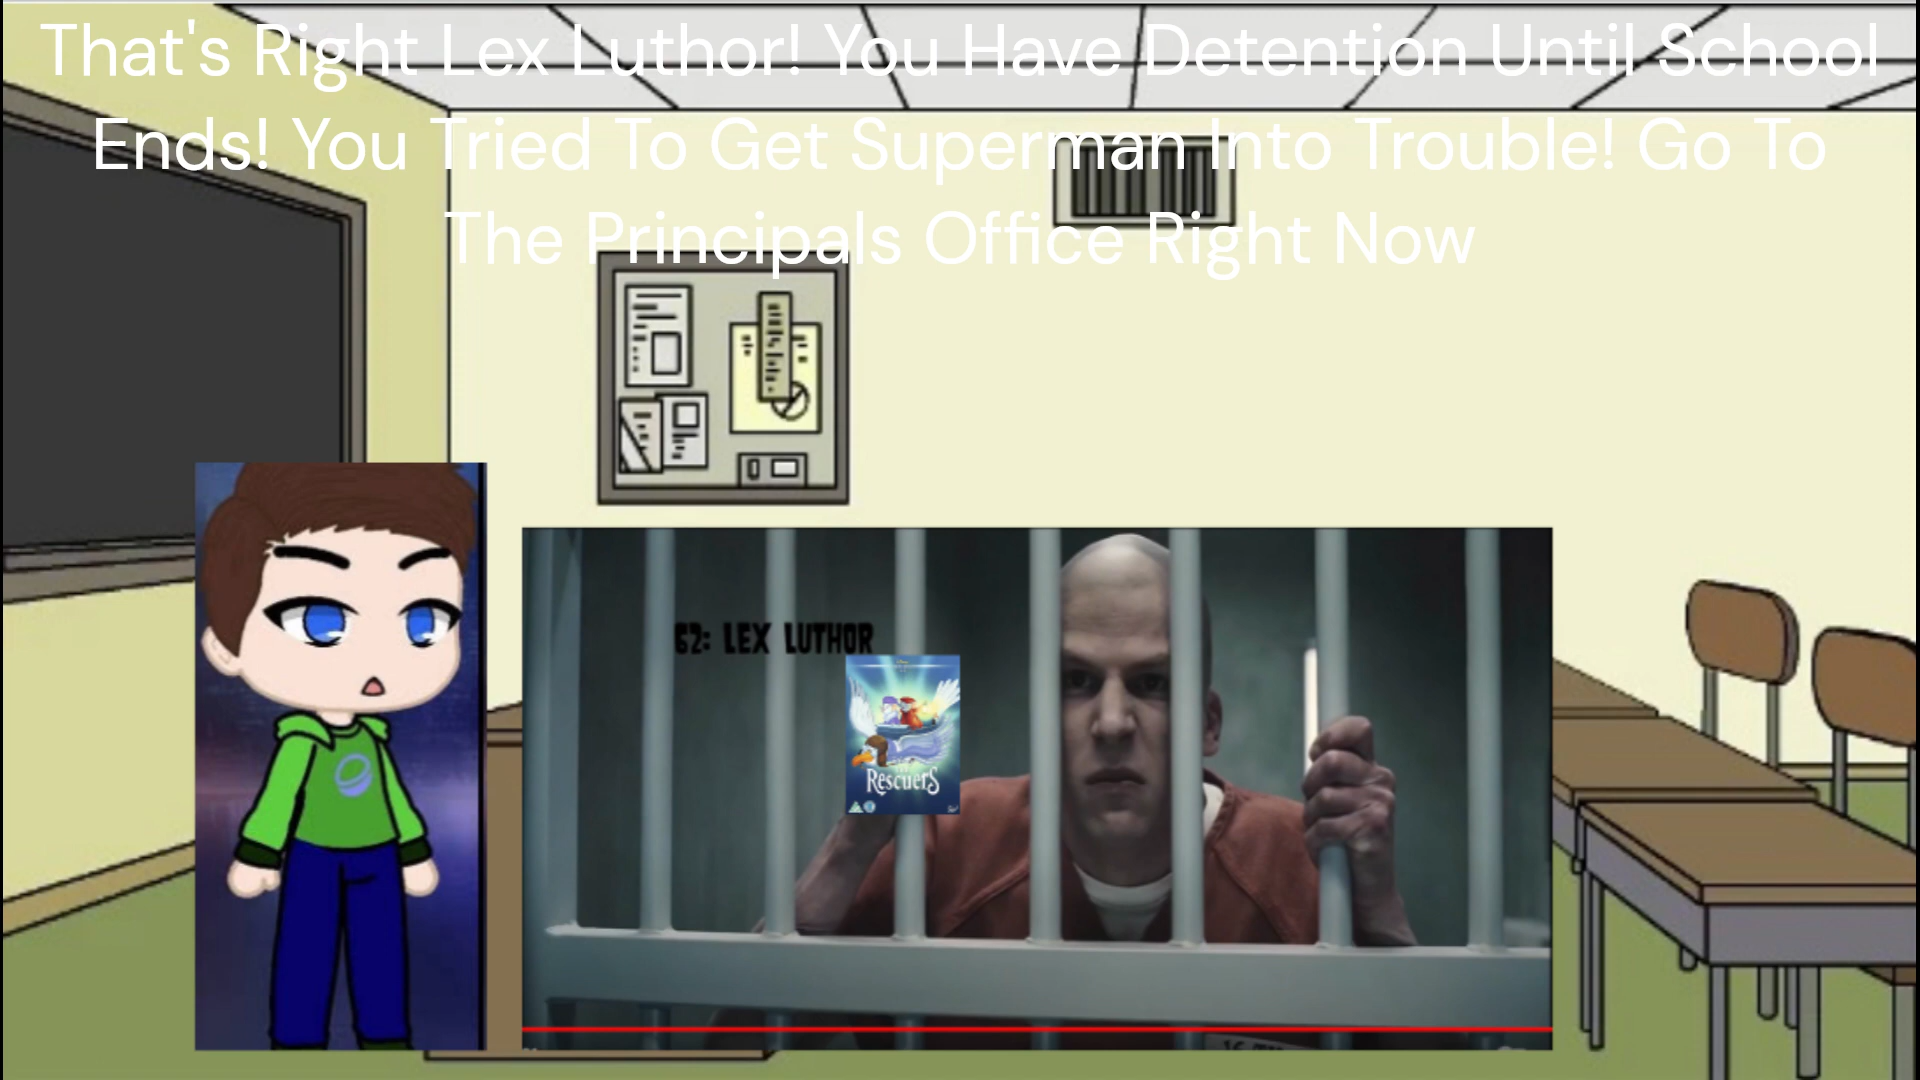 That's Right Lex Luthor! You Have Detention Until School
Ends! You Tried To Get Superman Into Trouble! Go To
The Principals Office Right Now
62: LEX LUTHOR
Rescuers